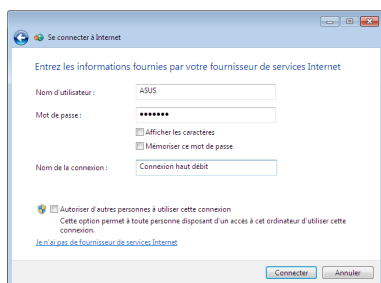 Se connecter à Internet
Entrez les informations fournies par votre fournisseur de services Internet
Nom d'utilisateur :
ASUS
Mot de passe :
•••••••
Afficher les caractères
Mémoriser ce mot de passe
Nom de la connexion :
Connexion haut débit
Autoriser d'autres personnes à utiliser cette connexion
Cette option permet à toute personne disposant d'un accès à cet ordinateur d'utiliser cette
connexion.
Je n'ai pas de fournisseur de services Internet
Connecter
Annuler